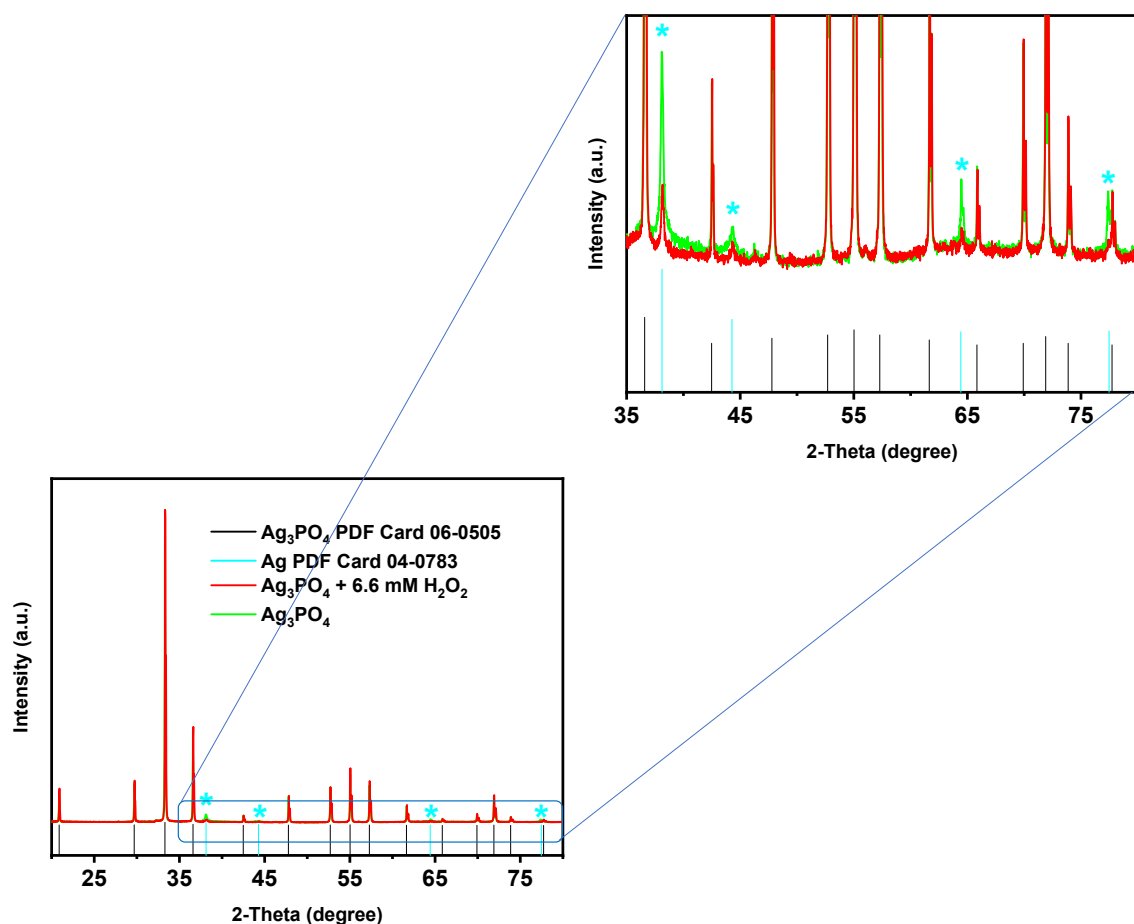 *
*
*
*
Intensity (a.u.)
35
45
55
65
75
2-Theta (degree)
Ag₃PO₄ PDF Card 06-0505
Ag PDF Card 04-0783
Ag₃PO₄ + 6.6 mM H₂O₂
Ag₃PO₄
Intensity (a.u.)
*
*
*
*
25
35
45
55
65
75
2-Theta (degree)